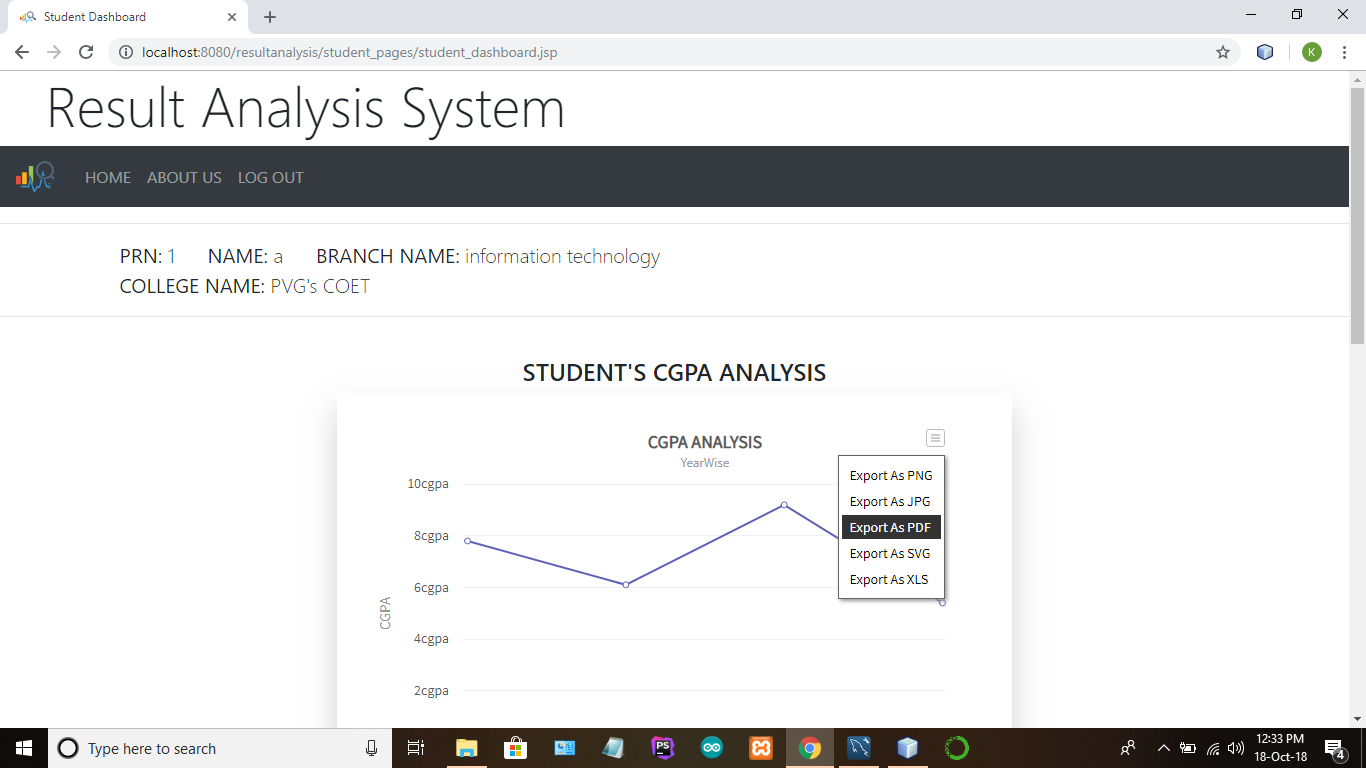 Student Dashboard
localhost:8080/resultanalysis/student_pages/student_dashboard.jsp
K
Result Analysis System
HOME ABOUT US LOG OUT
PRN: 1 NAME: a BRANCH NAME: information technology
COLLEGE NAME: PVG's COET
STUDENT'S CGPA ANALYSIS
CGPA ANALYSIS
YearWise
10cgpa
8cgpa
6cgpa
4cgpa
2cgpa
CGPA
Export As PNG
Export As JPG
Export As PDF
Export As SVG
Export As XLS
Type here to search
PS
12:33 PM
18-Oct-18
4